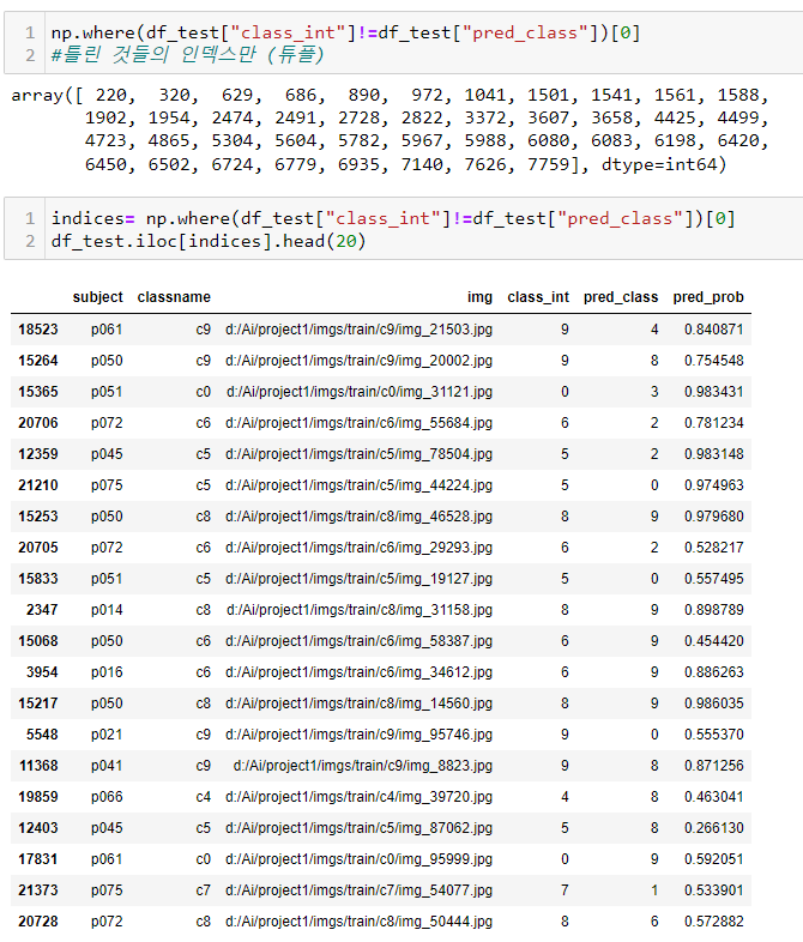 1 np.where(df_test["class_int"]!=df_test["pred_class"])[0]
2 #틀린 것들의 인덱스만 (튜플)
array([ 220,  320,  629,  686,  890,  972, 1041, 1501, 1541, 1561, 1588,
1902, 1954, 2474, 2491, 2728, 2822, 3372, 3607, 3658, 4425, 4499,
4723, 4865, 5304, 5604, 5782, 5967, 5988, 6080, 6083, 6198, 6420,
6450, 6502, 6724, 6779, 6935, 7140, 7626, 7759], dtype=int64)
1 indices= np.where(df_test["class_int"]!=df_test["pred_class"])[0]
2 df_test.iloc[indices].head(20)
subject classname img class_int pred_class pred_prob
18523 p061 c9 d:/Ai/project1/imgs/train/c9/img_21503.jpg 9 4 0.840871
15264 p050 c9 d:/Ai/project1/imgs/train/c9/img_20002.jpg 9 8 0.754548
15365 p051 c0 d:/Ai/project1/imgs/train/c0/img_31121.jpg 0 3 0.983431
20706 p072 c6 d:/Ai/project1/imgs/train/c6/img_55684.jpg 6 2 0.781234
12359 p045 c5 d:/Ai/project1/imgs/train/c5/img_78504.jpg 5 2 0.983148
21210 p075 c5 d:/Ai/project1/imgs/train/c5/img_44224.jpg 5 0 0.974963
15253 p050 c8 d:/Ai/project1/imgs/train/c8/img_46528.jpg 8 9 0.979680
20705 p072 c6 d:/Ai/project1/imgs/train/c6/img_29293.jpg 6 2 0.528217
15833 p051 c5 d:/Ai/project1/imgs/train/c5/img_19127.jpg 5 0 0.557495
2347 p014 c8 d:/Ai/project1/imgs/train/c8/img_31158.jpg 8 9 0.898789
15068 p050 c6 d:/Ai/project1/imgs/train/c6/img_58387.jpg 6 9 0.454420
3954 p016 c6 d:/Ai/project1/imgs/train/c6/img_34612.jpg 6 9 0.886263
15217 p050 c8 d:/Ai/project1/imgs/train/c8/img_14560.jpg 8 9 0.986035
5548 p021 c9 d:/Ai/project1/imgs/train/c9/img_95746.jpg 9 0 0.555370
11368 p041 c9 d:/Ai/project1/imgs/train/c9/img_8823.jpg 9 8 0.871256
19859 p066 c4 d:/Ai/project1/imgs/train/c4/img_39720.jpg 4 8 0.463041
12403 p045 c5 d:/Ai/project1/imgs/train/c5/img_87062.jpg 5 8 0.266130
17831 p061 c0 d:/Ai/project1/imgs/train/c0/img_95999.jpg 0 9 0.592051
21373 p075 c7 d:/Ai/project1/imgs/train/c7/img_54077.jpg 7 1 0.533901
20728 p072 c8 d:/Ai/project1/imgs/train/c8/img_50444.jpg 8 6 0.572882